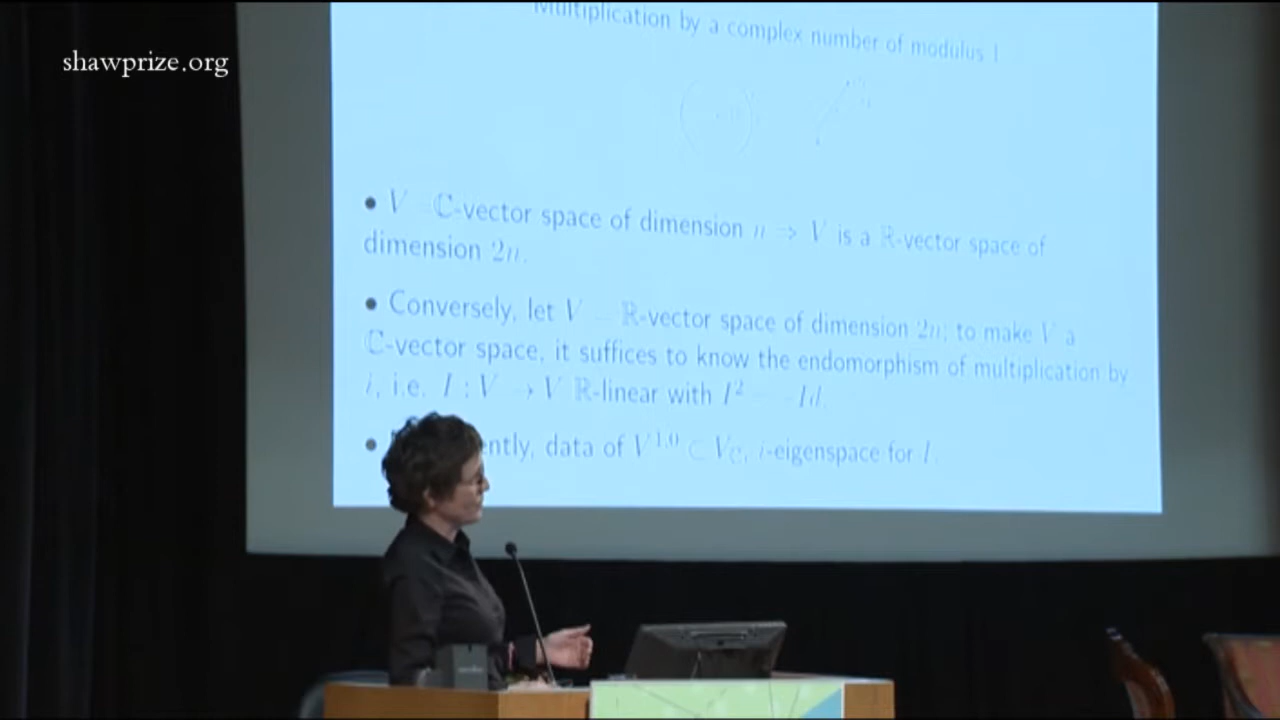 shawprize.org
Multiplication by a complex number of modulus 1
• V = ℂ-vector space of dimension n ⇒ V is a ℝ-vector space of
dimension 2n.
• Conversely, let V = ℝ-vector space of dimension 2n; to make V a
ℂ-vector space, it suffices to know the endomorphism of multiplication by
i, i.e. I : V → V ℝ-linear with I² = −Id.
• ently, data of V¹·⁰ ⊂ V_ℂ, i-eigenspace for I.